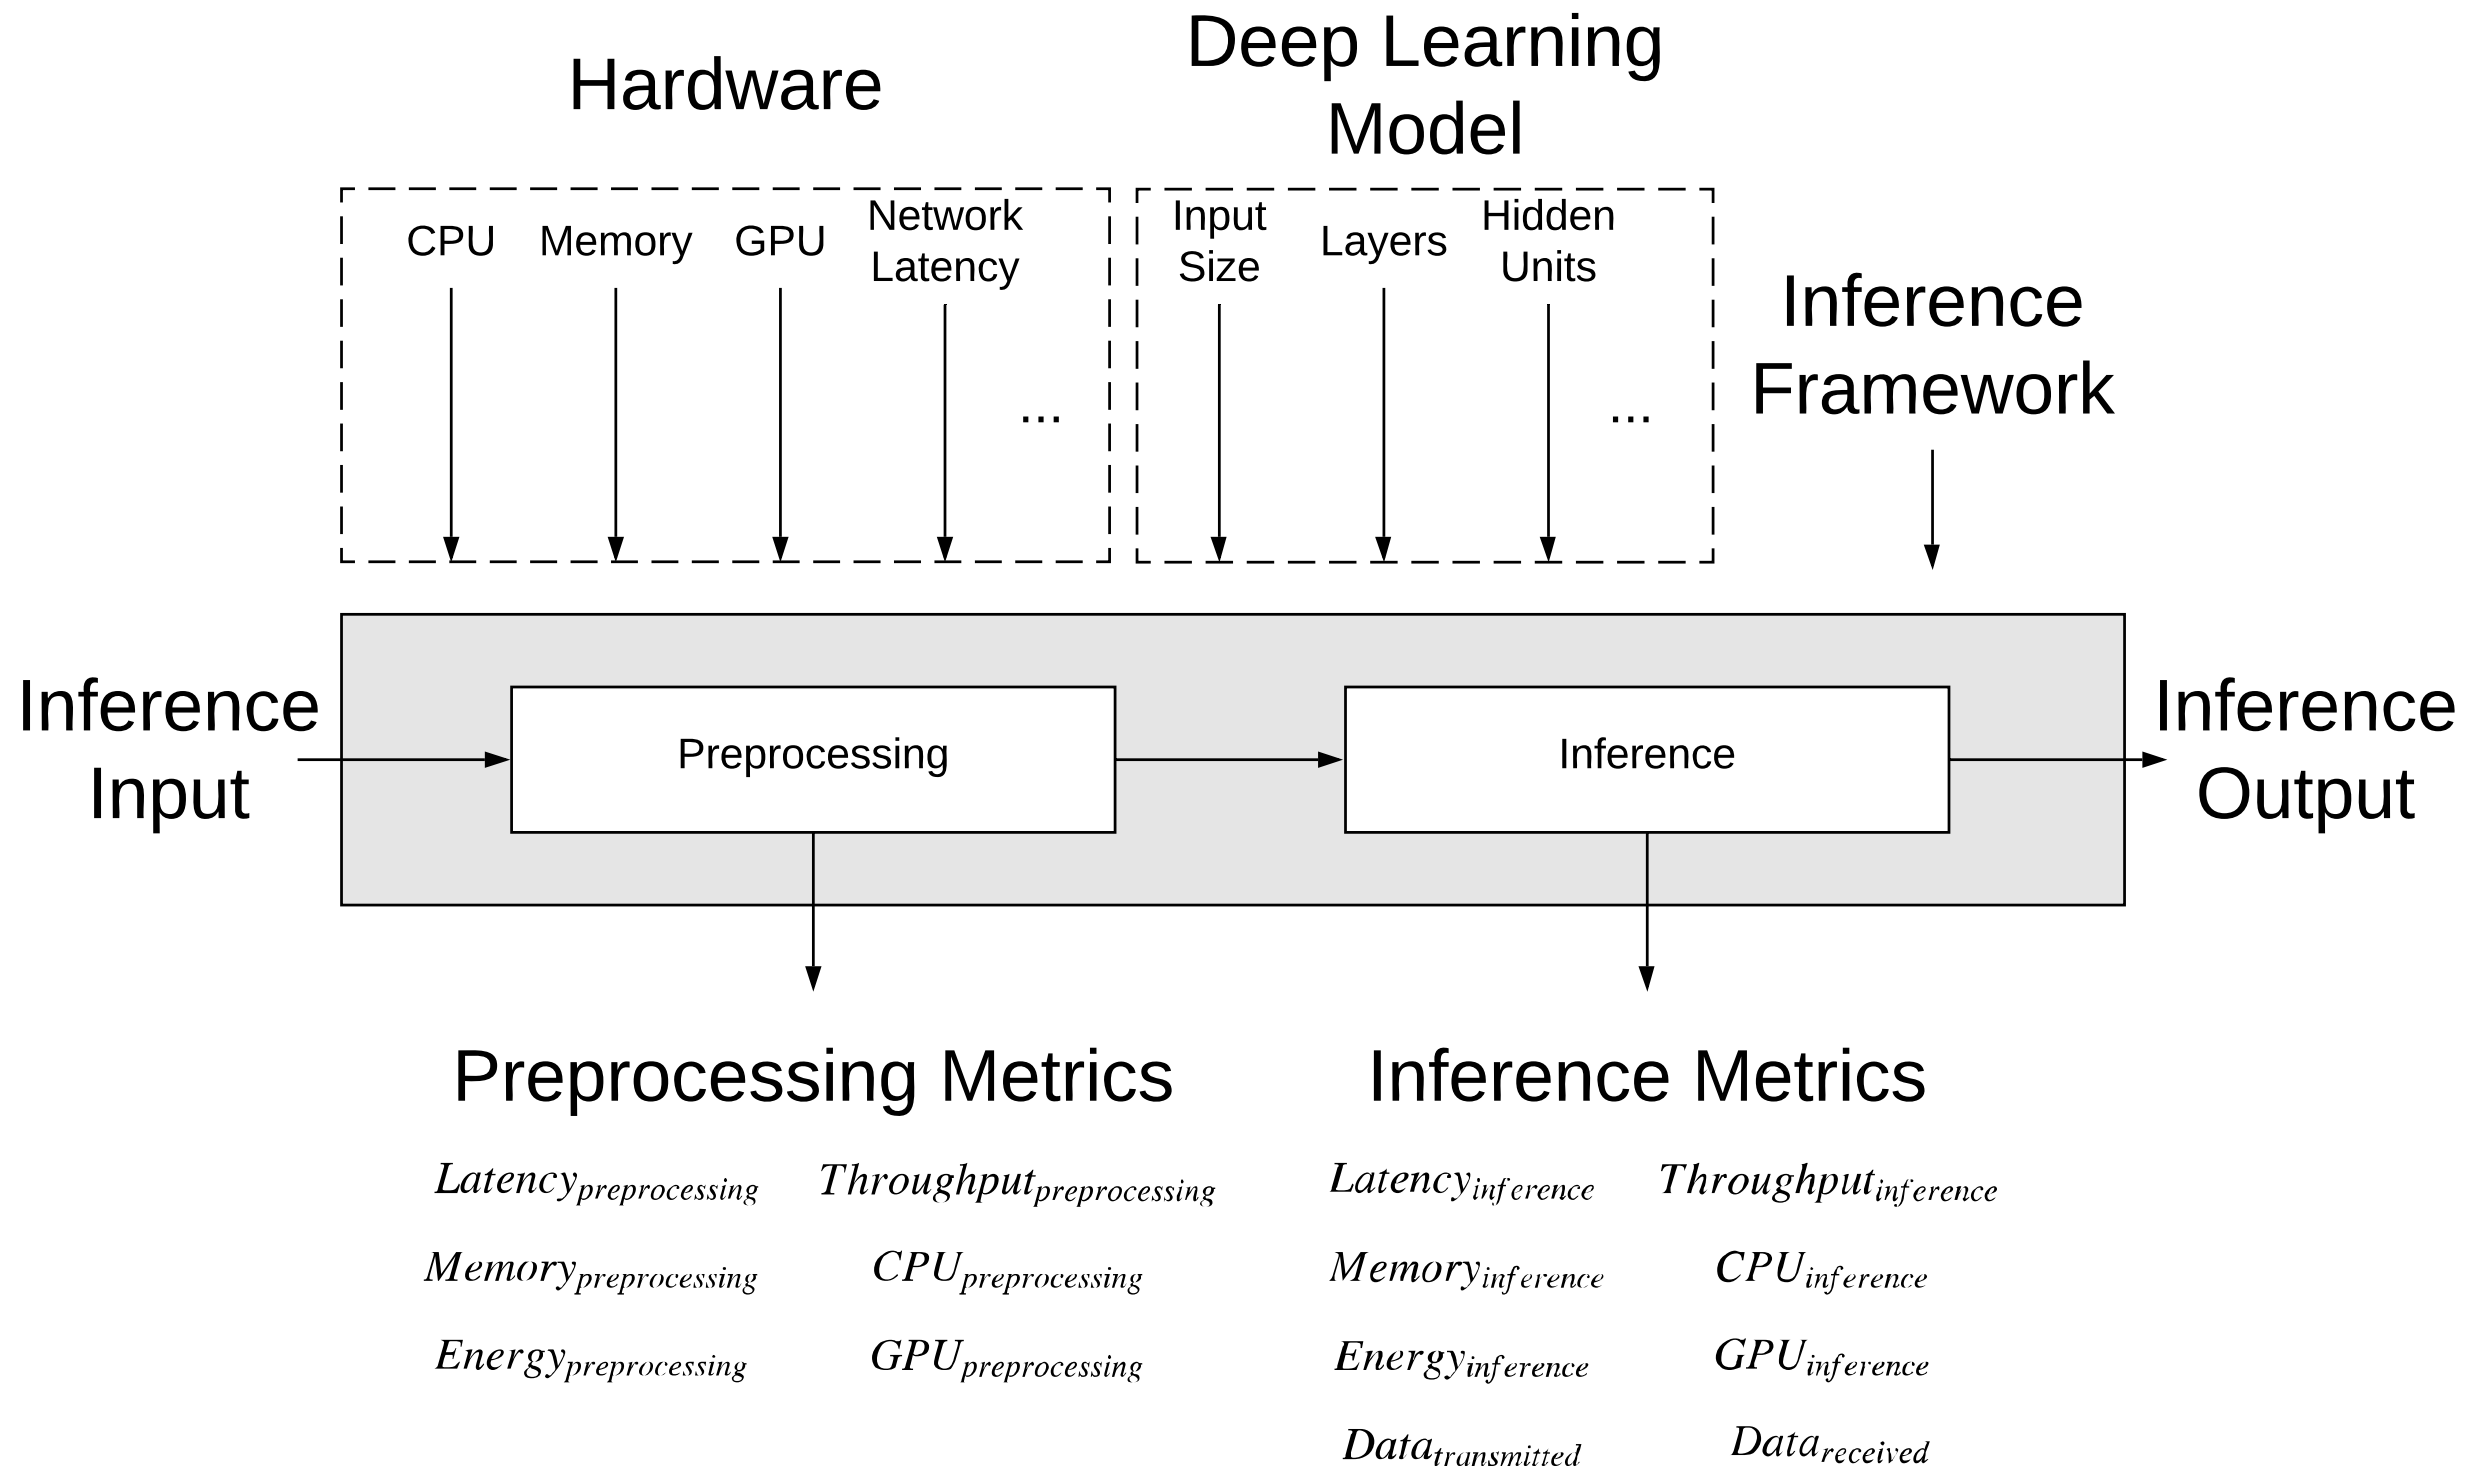 Hardware
Deep Learning
Model
CPU
Memory
GPU
Network
Latency
...
Input
Size
Layers
Hidden
Units
...
Inference
Framework
Inference
Input
Preprocessing
Inference
Inference
Output
Preprocessing Metrics
Inference Metrics
Latency_preprocessing Throughput_preprocessing
Memory_preprocessing CPU_preprocessing
Energy_preprocessing GPU_preprocessing
Latency_inference Throughput_inference
Memory_inference CPU_inference
Energy_inference GPU_inference
Data_transmitted Data_received